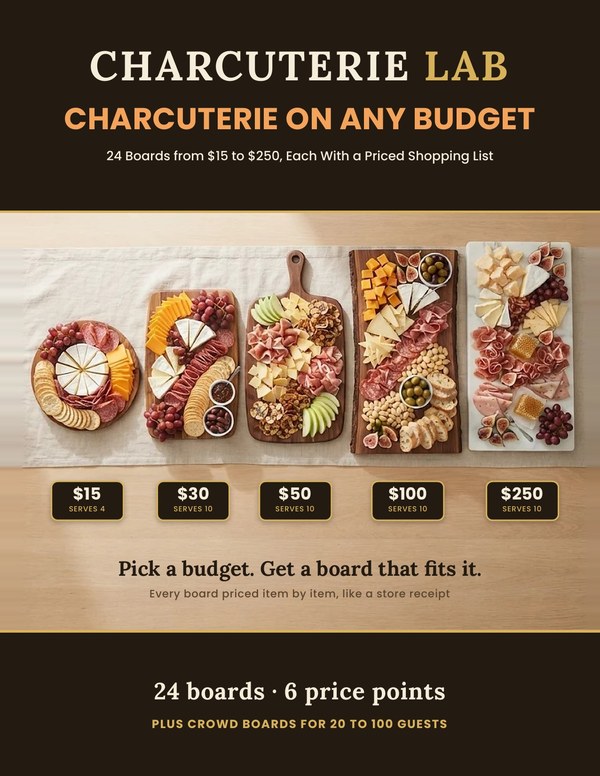 CHARCUTERIE LAB
CHARCUTERIE ON ANY BUDGET
24 Boards from $15 to $250, Each With a Priced Shopping List
$15
SERVES 4
$30
SERVES 10
$50
SERVES 10
$100
SERVES 10
$250
SERVES 10
Pick a budget. Get a board that fits it.
Every board priced item by item, like a store receipt
24 boards · 6 price points
PLUS CROWD BOARDS FOR 20 TO 100 GUESTS